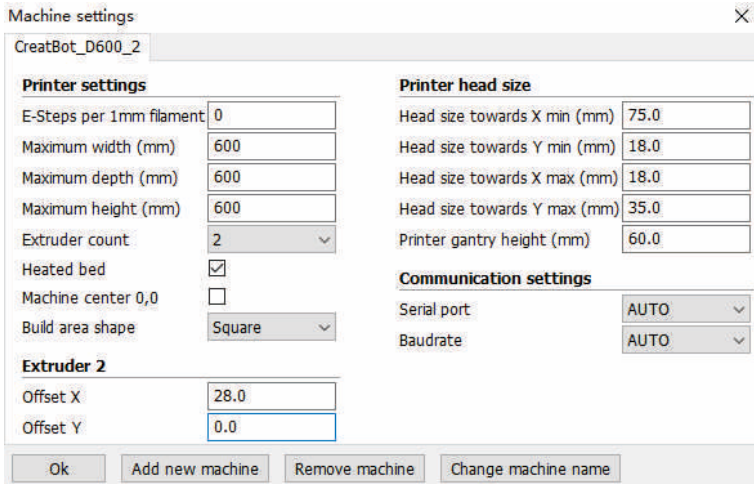 Machine settings
CreatBot_D600_2
Printer settings
E-Steps per 1mm filament 0
Maximum width (mm) 600
Maximum depth (mm) 600
Maximum height (mm) 600
Extruder count 2
Heated bed
Machine center 0,0
Build area shape Square
Extruder 2
Offset X 28.0
Offset Y 0.0
Printer head size
Head size towards X min (mm) 75.0
Head size towards Y min (mm) 18.0
Head size towards X max (mm) 18.0
Head size towards Y max (mm) 35.0
Printer gantry height (mm) 60.0
Communication settings
Serial port AUTO
Baudrate AUTO
Ok Add new machine Remove machine Change machine name